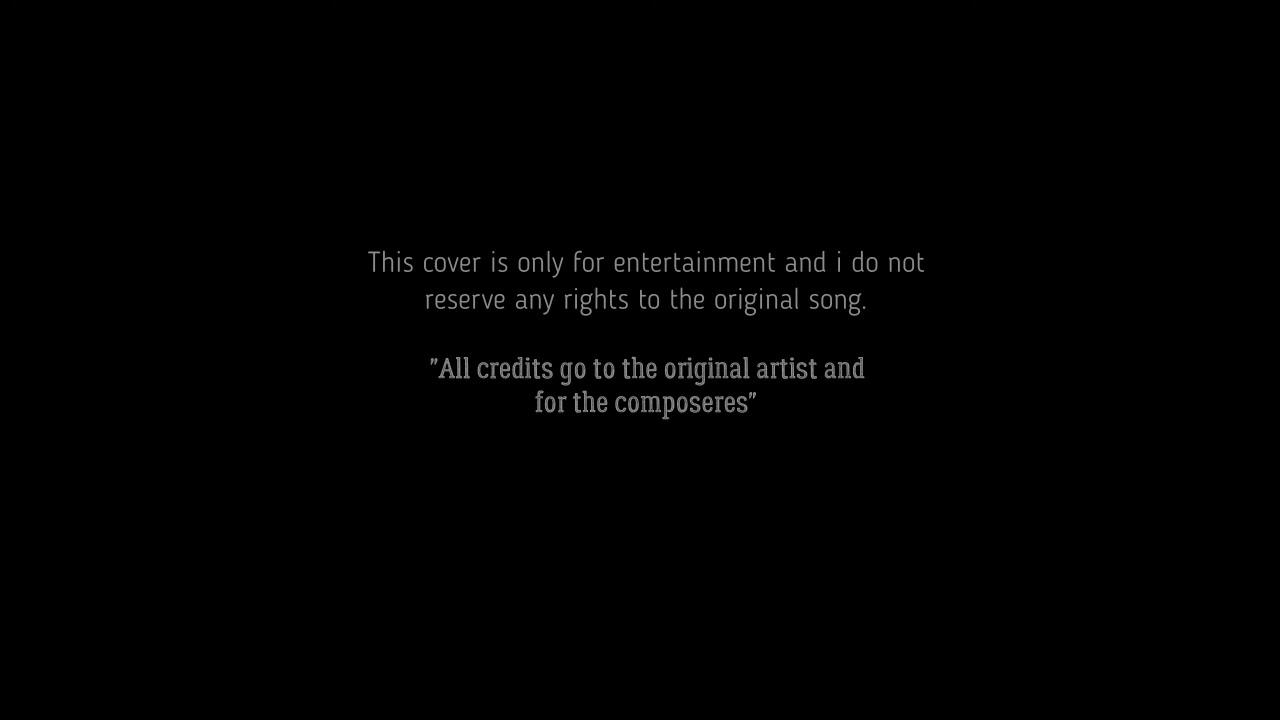 This cover is only for entertainment and i do not
reserve any rights to the original song.
"All credits go to the original artist and
for the composeres"